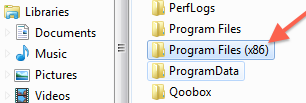 Libraries
Documents
Music
Pictures
Videos
PerfLogs
Program Files
Program Files (x86)
ProgramData
Qoobox